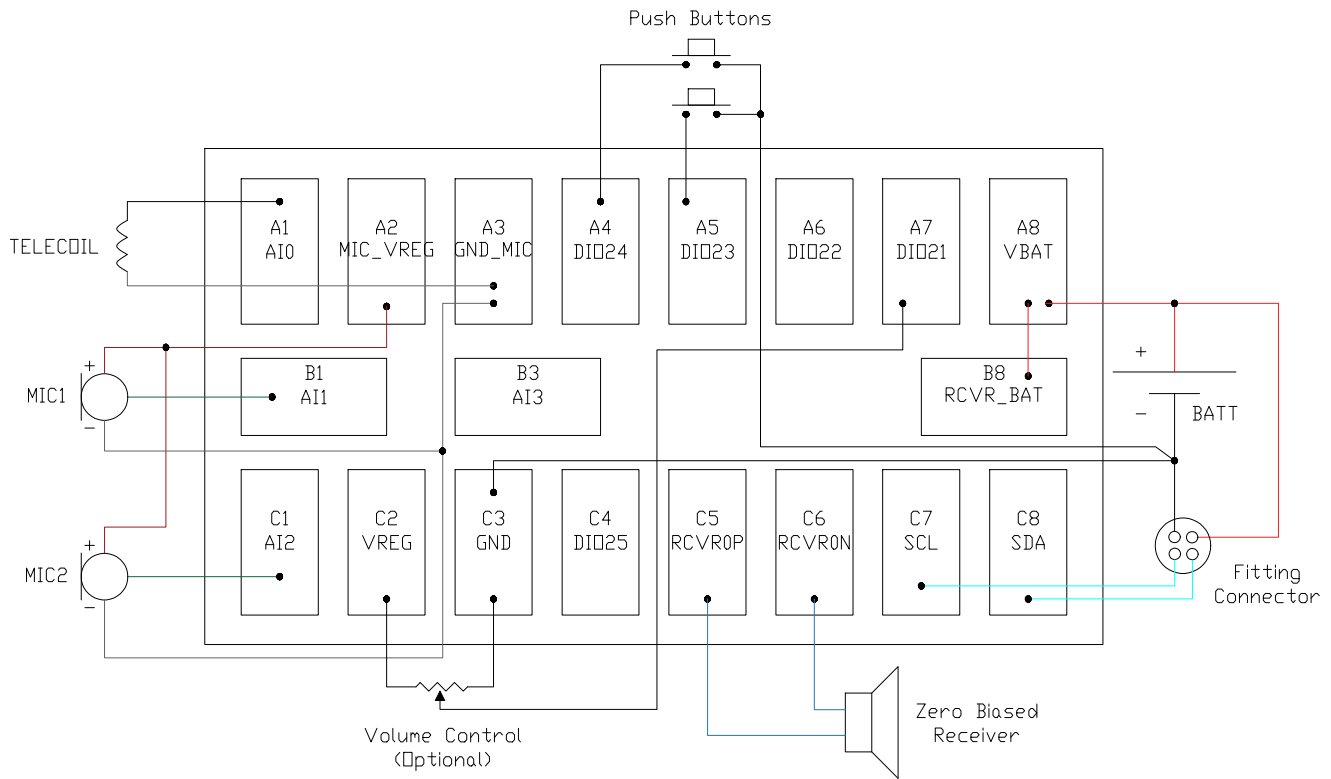 Push Buttons
A1
AI0
A2
MIC_VREG
A3
GND_MIC
A4
DIO24
A5
DIO23
A6
DIO22
A7
DIO21
A8
VBAT
TELECOIL
B1
AI1
B3
AI3
B8
RCVR_BAT
+
MIC1
-
+
-
BATT
C1
AI2
C2
VREG
C3
GND
C4
DIO25
C5
RCVR0P
C6
RCVR0N
C7
SCL
C8
SDA
+
MIC2
-
Fitting
Connector
Volume Control
(Optional)
Zero Biased
Receiver